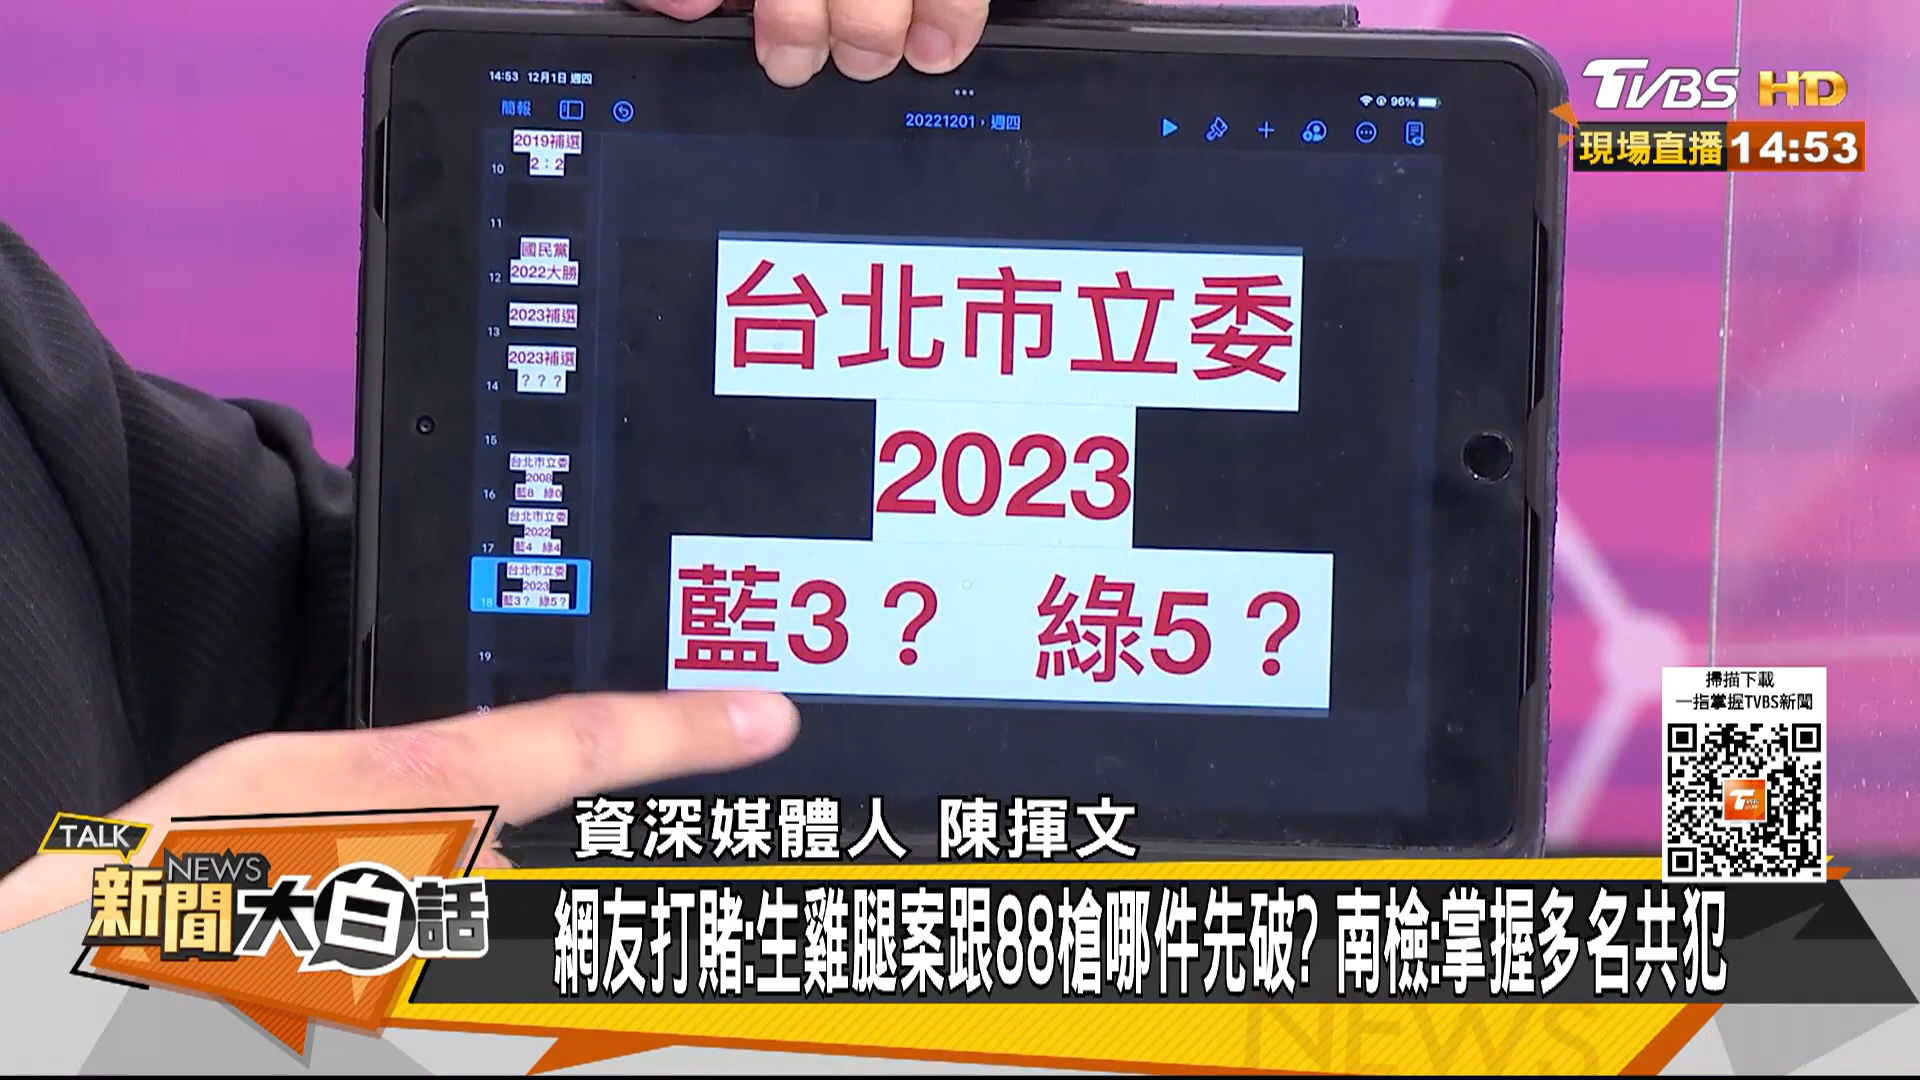 TVBS HD
現場直播 14:53
14:53 12月1日 週四
96%
簡報
20221201，週四
10
2019補選
2：2
11
12
國民黨
2022大勝
13
2023補選
14
2023補選
？？？
15
16
台北市立委
2008
藍8 綠0
17
台北市立委
2022
藍4 綠4
18
台北市立委
2023
藍3？ 綠5？
19
20
台北市立委
2023
藍3？ 綠5？
掃描下載
一指掌握TVBS新聞
資深媒體人 陳揮文
TALK
NEWS
新聞大白話
網友打賭:生雞腿案跟88槍哪件先破? 南檢:掌握多名共犯
NEWS